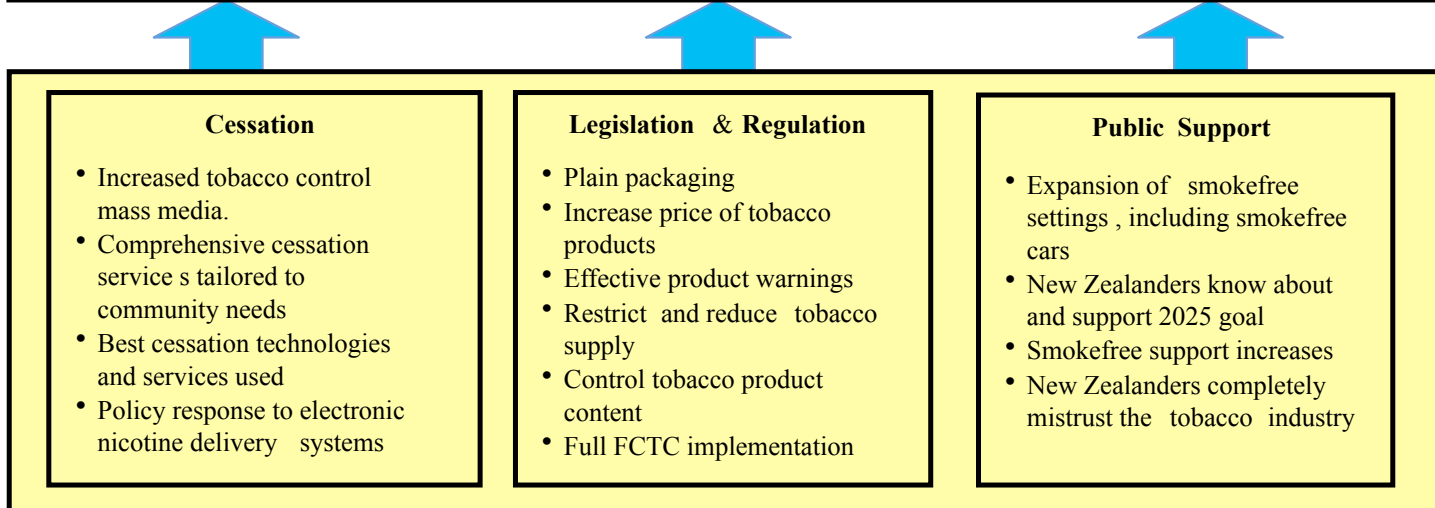 Cessation
• Increased tobacco control
mass media.
• Comprehensive cessation
service s tailored to
community needs
• Best cessation technologies
and services used
• Policy response to electronic
nicotine delivery systems
Legislation & Regulation
• Plain packaging
• Increase price of tobacco
products
• Effective product warnings
• Restrict and reduce tobacco
supply
• Control tobacco product
content
• Full FCTC implementation
Public Support
• Expansion of smokefree
settings , including smokefree
cars
• New Zealanders know about
and support 2025 goal
• Smokefree support increases
• New Zealanders completely
mistrust the tobacco industry